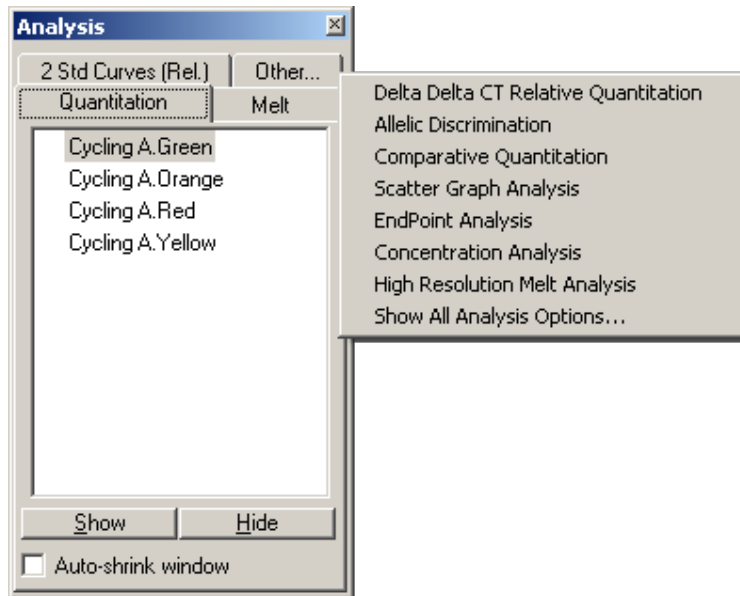 Analysis
2 Std Curves (Rel.) Other...
Quantitation Melt
Cycling A.Green
Cycling A.Orange
Cycling A.Red
Cycling A.Yellow
Show Hide
Auto-shrink window
Delta Delta CT Relative Quantitation
Allelic Discrimination
Comparative Quantitation
Scatter Graph Analysis
EndPoint Analysis
Concentration Analysis
High Resolution Melt Analysis
Show All Analysis Options...